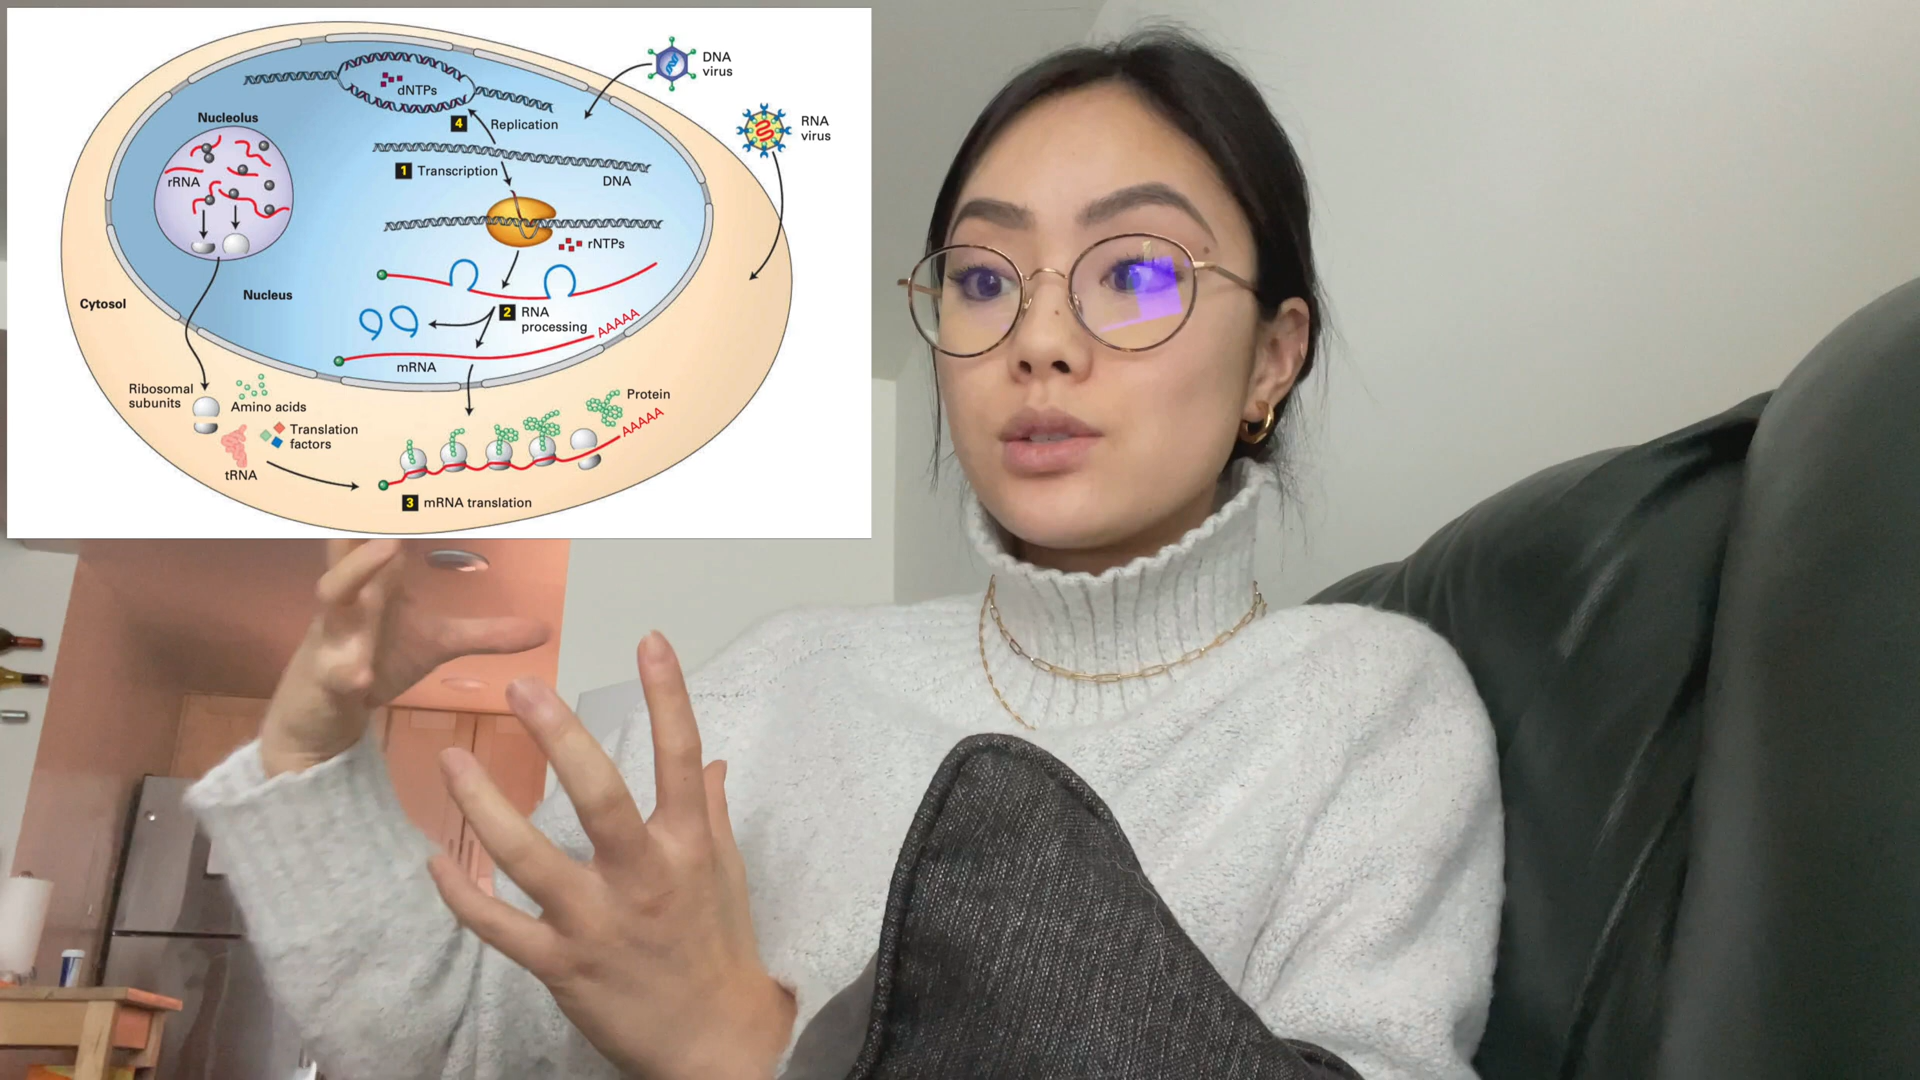 DNA
virus
dNTPs
4 Replication
RNA
virus
Nucleolus
rRNA
1 Transcription
DNA
rNTPs
Cytosol
Nucleus
2 RNA
processing
AAAAA
mRNA
Ribosomal
subunits
Amino acids
Translation
factors
tRNA
Protein
AAAAA
3 mRNA translation